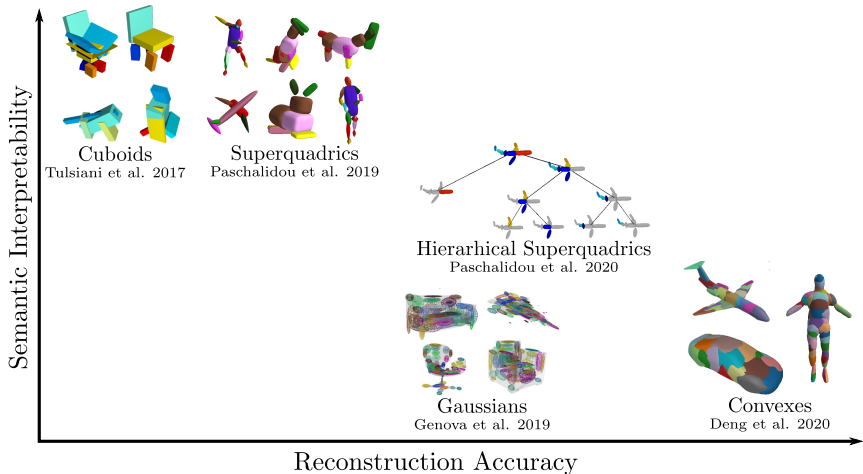 Semantic Interpretability
Cuboids
Tulsiani et al. 2017
Superquadrics
Paschalidou et al. 2019
Hierarhical Superquadrics
Paschalidou et al. 2020
Gaussians
Genova et al. 2019
Convexes
Deng et al. 2020
Reconstruction Accuracy